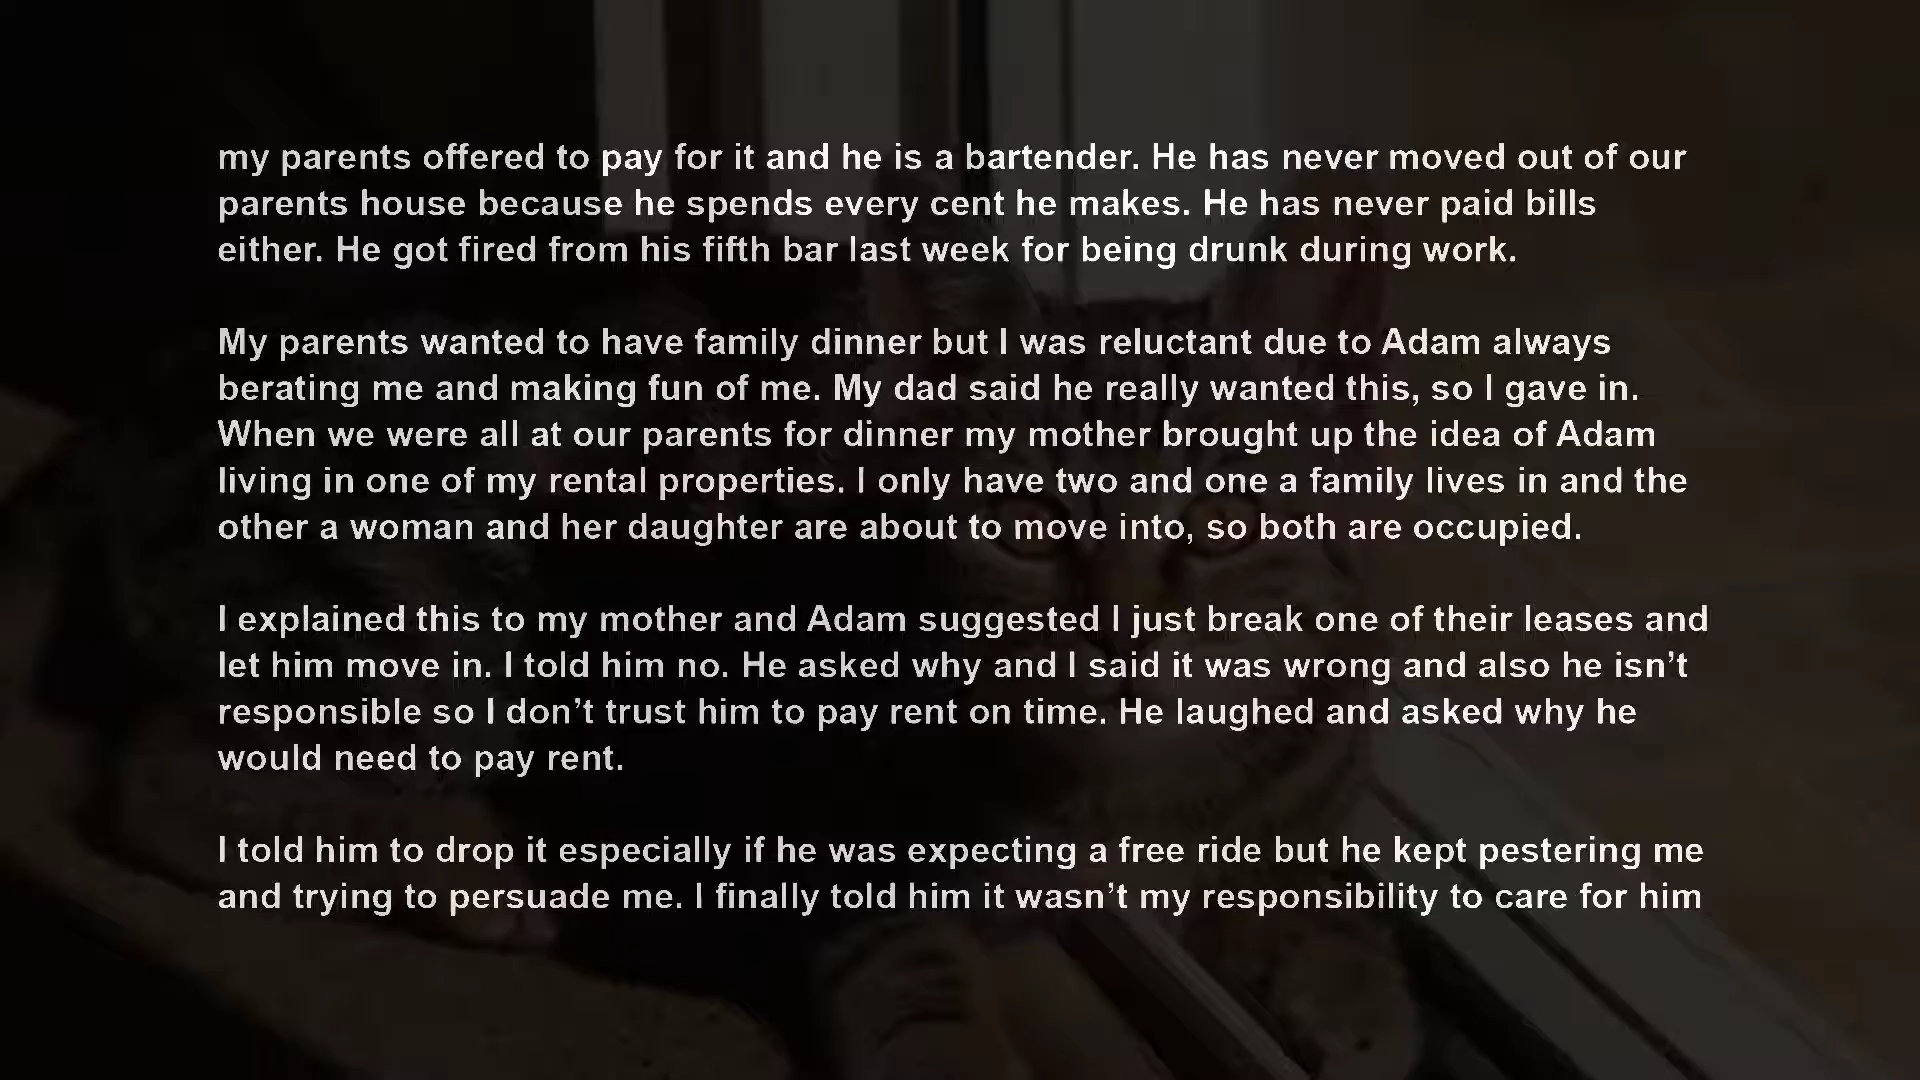 my parents offered to pay for it and he is a bartender. He has never moved out of our
parents house because he spends every cent he makes. He has never paid bills
either. He got fired from his fifth bar last week for being drunk during work.
My parents wanted to have family dinner but I was reluctant due to Adam always
berating me and making fun of me. My dad said he really wanted this, so I gave in.
When we were all at our parents for dinner my mother brought up the idea of Adam
living in one of my rental properties. I only have two and one a family lives in and the
other a woman and her daughter are about to move into, so both are occupied.
I explained this to my mother and Adam suggested I just break one of their leases and
let him move in. I told him no. He asked why and I said it was wrong and also he isn’t
responsible so I don’t trust him to pay rent on time. He laughed and asked why he
would need to pay rent.
I told him to drop it especially if he was expecting a free ride but he kept pestering me
and trying to persuade me. I finally told him it wasn’t my responsibility to care for him